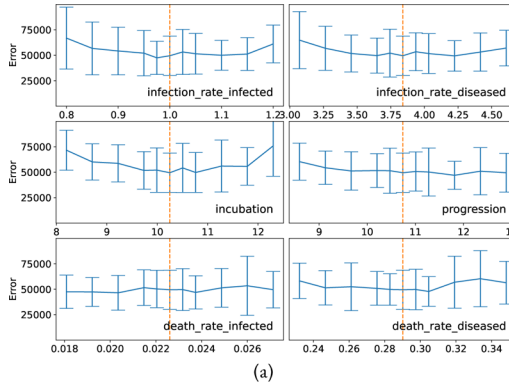 Error
75000
50000
25000
infection_rate_infected
infection_rate_diseased
0.8 0.9 1.0 1.1 1.2
3.00 3.25 3.50 3.75 4.00 4.25 4.50
Error
75000
50000
25000
incubation
progression
8 9 10 11 12
9 10 11 12 13
Error
75000
50000
25000
death_rate_infected
death_rate_diseased
0.018 0.020 0.022 0.024 0.026
0.24 0.26 0.28 0.30 0.32 0.34
(a)